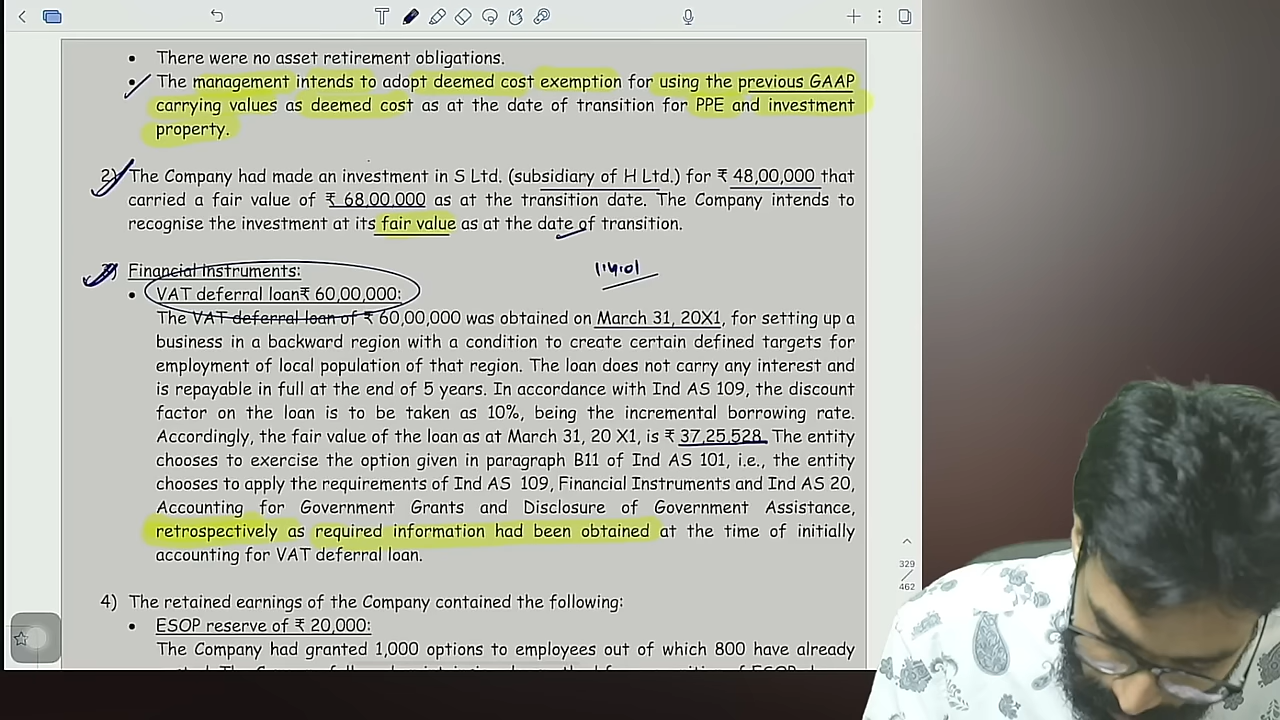 • There were no asset retirement obligations.
• The management intends to adopt deemed cost exemption for using the previous GAAP
carrying values as deemed cost as at the date of transition for PPE and investment
property.
2) The Company had made an investment in S Ltd. (subsidiary of H Ltd.) for ₹ 48,00,000 that
carried a fair value of ₹ 68,00,000 as at the transition date. The Company intends to
recognise the investment at its fair value as at the date of transition.
3) Financial instruments:
• VAT deferral loan₹ 60,00,000:
The VAT deferral loan of ₹ 60,00,000 was obtained on March 31, 20X1, for setting up a
business in a backward region with a condition to create certain defined targets for
employment of local population of that region. The loan does not carry any interest and
is repayable in full at the end of 5 years. In accordance with Ind AS 109, the discount
factor on the loan is to be taken as 10%, being the incremental borrowing rate.
Accordingly, the fair value of the loan as at March 31, 20 X1, is ₹ 37,25,528. The entity
chooses to exercise the option given in paragraph B11 of Ind AS 101, i.e., the entity
chooses to apply the requirements of Ind AS 109, Financial Instruments and Ind AS 20,
Accounting for Government Grants and Disclosure of Government Assistance,
retrospectively as required information had been obtained at the time of initially
accounting for VAT deferral loan.
4) The retained earnings of the Company contained the following:
• ESOP reserve of ₹ 20,000:
The Company had granted 1,000 options to employees out of which 800 have already
329
462